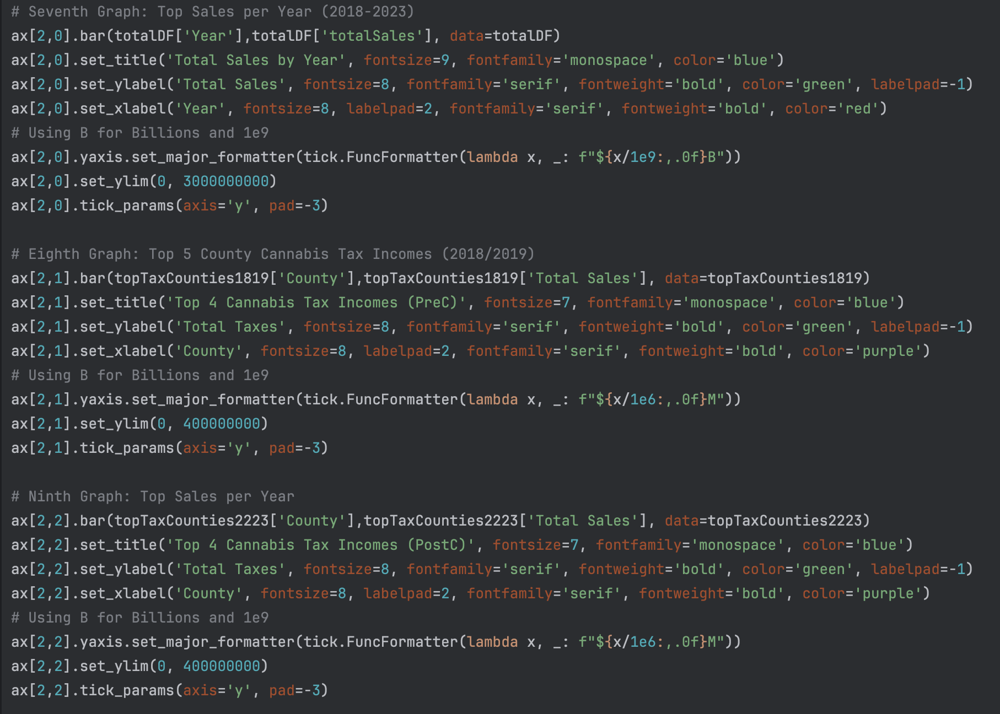 # Seventh Graph: Top Sales per Year (2018-2023)
ax[2,0].bar(totalDF['Year'],totalDF['totalSales'], data=totalDF)
ax[2,0].set_title('Total Sales by Year', fontsize=9, fontfamily='monospace', color='blue')
ax[2,0].set_ylabel('Total Sales', fontsize=8, fontfamily='serif', fontweight='bold', color='green', labelpad=-1)
ax[2,0].set_xlabel('Year', fontsize=8, labelpad=2, fontfamily='serif', fontweight='bold', color='red')
# Using B for Billions and 1e9
ax[2,0].yaxis.set_major_formatter(tick.FuncFormatter(lambda x, _: f"${x/1e9:,.0f}B"))
ax[2,0].set_ylim(0, 3000000000)
ax[2,0].tick_params(axis='y', pad=-3)

# Eighth Graph: Top 5 County Cannabis Tax Incomes (2018/2019)
ax[2,1].bar(topTaxCounties1819['County'],topTaxCounties1819['Total Sales'], data=topTaxCounties1819)
ax[2,1].set_title('Top 4 Cannabis Tax Incomes (PreC)', fontsize=7, fontfamily='monospace', color='blue')
ax[2,1].set_ylabel('Total Taxes', fontsize=8, fontfamily='serif', fontweight='bold', color='green', labelpad=-1)
ax[2,1].set_xlabel('County', fontsize=8, labelpad=2, fontfamily='serif', fontweight='bold', color='purple')
# Using B for Billions and 1e9
ax[2,1].yaxis.set_major_formatter(tick.FuncFormatter(lambda x, _: f"${x/1e6:,.0f}M"))
ax[2,1].set_ylim(0, 400000000)
ax[2,1].tick_params(axis='y', pad=-3)

# Ninth Graph: Top Sales per Year
ax[2,2].bar(topTaxCounties2223['County'],topTaxCounties2223['Total Sales'], data=topTaxCounties2223)
ax[2,2].set_title('Top 4 Cannabis Tax Incomes (PostC)', fontsize=7, fontfamily='monospace', color='blue')
ax[2,2].set_ylabel('Total Taxes', fontsize=8, fontfamily='serif', fontweight='bold', color='green', labelpad=-1)
ax[2,2].set_xlabel('County', fontsize=8, labelpad=2, fontfamily='serif', fontweight='bold', color='purple')
# Using B for Billions and 1e9
ax[2,2].yaxis.set_major_formatter(tick.FuncFormatter(lambda x, _: f"${x/1e6:,.0f}M"))
ax[2,2].set_ylim(0, 400000000)
ax[2,2].tick_params(axis='y', pad=-3)